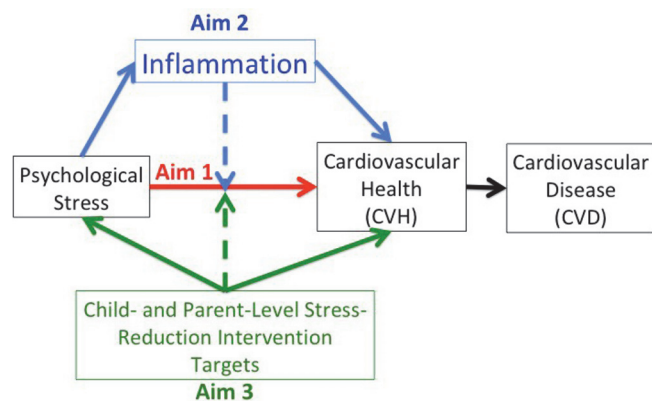 Aim 2
Inflammation
Aim 1
Psychological
Stress
Cardiovascular
Health
(CVH)
Cardiovascular
Disease
(CVD)
Child- and Parent-Level Stress-
Reduction Intervention
Targets
Aim 3